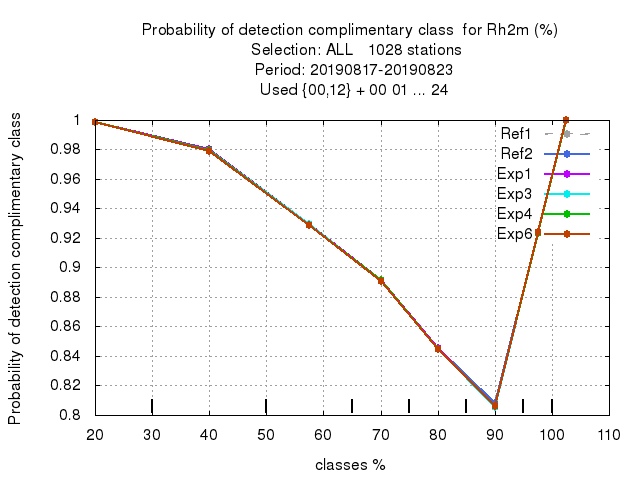 Probability of detection complimentary class  for Rh2m (%)
Selection: ALL   1028 stations
Period: 20190817-20190823
Used {00,12} + 00 01 ... 24
Probability of detection complimentary class
1
0.98
0.96
0.94
0.92
0.9
0.88
0.86
0.84
0.82
0.8
Ref1
Ref2
Exp1
Exp3
Exp4
Exp6
20 30 40 50 60 70 80 90 100 110
classes %